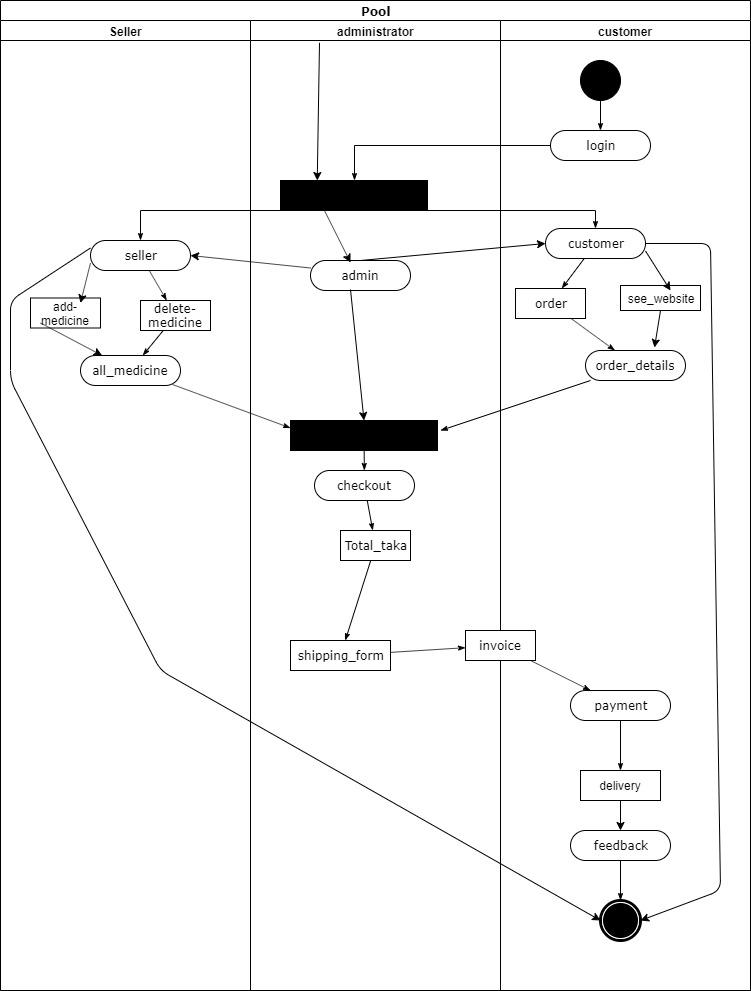 Pool
Seller
administrator
customer
login
seller
customer
admin
add-
medicine
delete-
medicine
order
see_website
all_medicine
order_details
checkout
Total_taka
shipping_form
invoice
payment
delivery
feedback